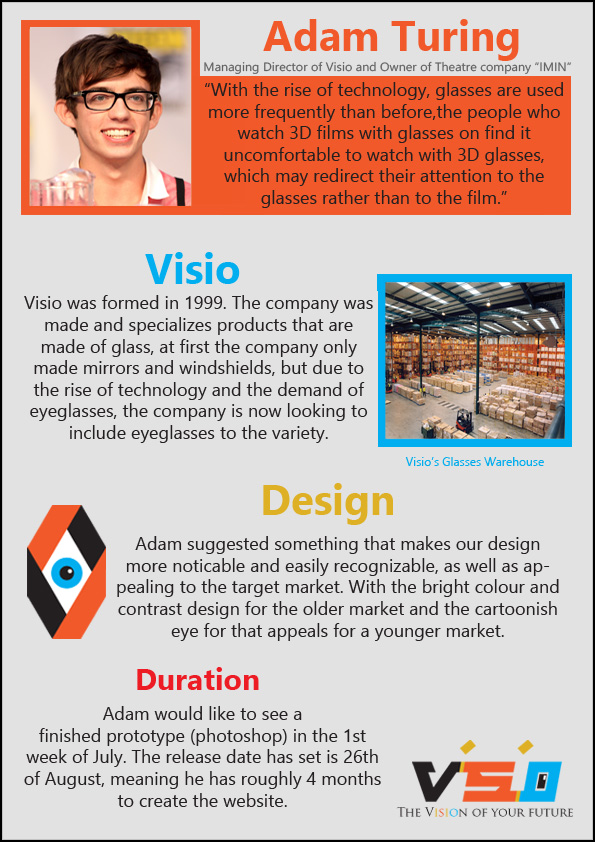 Adam Turing
Managing Director of Visio and Owner of Theatre company "IMIN"
“With the rise of technology, glasses are used
more frequently than before,the people who
watch 3D films with glasses on find it
uncomfortable to watch with 3D glasses,
which may redirect their attention to the
glasses rather than to the film.”
Visio
Visio was formed in 1999. The company was
made and specializes products that are
made of glass, at first the company only
made mirrors and windshields, but due to
the rise of technology and the demand of
eyeglasses, the company is now looking to
include eyeglasses to the variety.
Visio's Glasses Warehouse
Design
Adam suggested something that makes our design
more noticable and easily recognizable, as well as ap-
pealing to the target market. With the bright colour and
contrast design for the older market and the cartoonish
eye for that appeals for a younger market.
Duration
Adam would like to see a
finished prototype (photoshop) in the 1st
week of July. The release date has set is 26th
of August, meaning he has roughly 4 months
to create the website.
VISIO
The Vision of your future